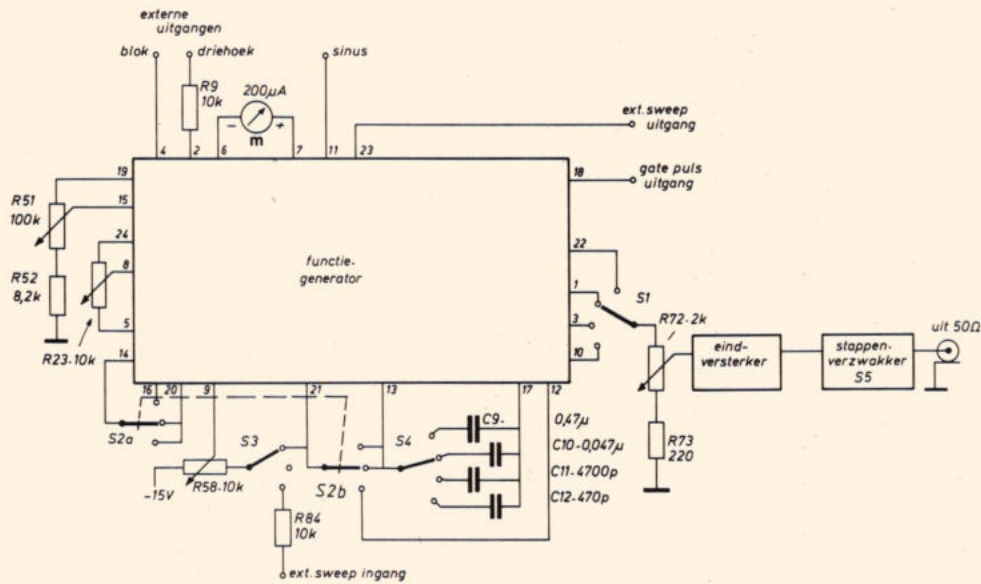 externe
uitgangen
blok
driehoek
sinus
R9
10k
200µA
-
+
m
ext.sweep
uitgang
4
2
6
7
11
23
19
18
gate puls
uitgang
R51
100k
15
24
22
R52
8,2k
8
functie-
generator
1
S1
5
3
R72-2k
uit 50Ω
R23-10k
10
eind-
versterker
stappen-
verzwakker
S5
14
16
20
9
21
13
17
12
S2a
S3
S4
C9-
0,47µ
R73
220
C10-0,047µ
-15V
R58-10k
S2b
C11-4700p
C12-470p
R84
10k
ext.sweep ingang